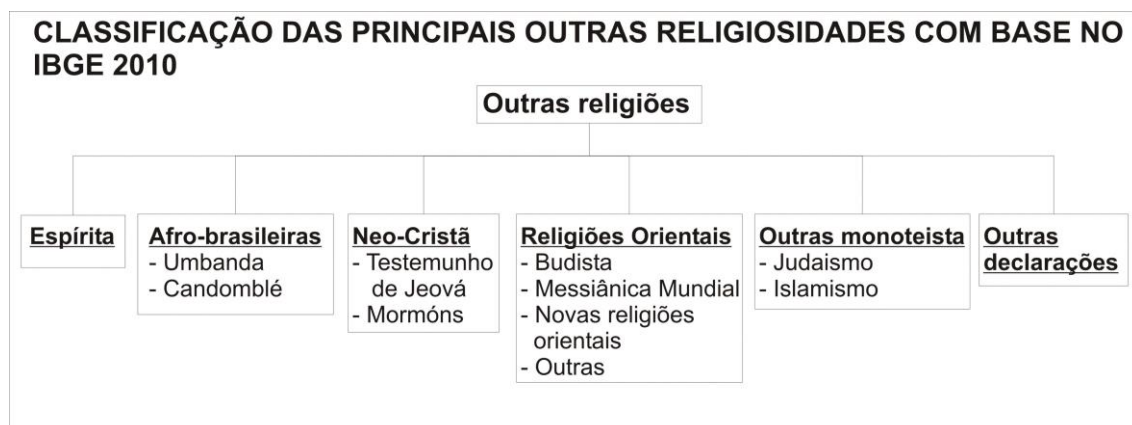 CLASSIFICAÇÃO DAS PRINCIPAIS OUTRAS RELIGIOSIDADES COM BASE NO
IBGE 2010
Outras religiões
Espírita
Afro-brasileiras
- Umbanda
- Candomblé
Neo-Cristã
- Testemunho
de Jeová
- Mormóns
Religiões Orientais
- Budista
- Messiânica Mundial
- Novas religiões
orientais
- Outras
Outras monoteista
- Judaismo
- Islamismo
Outras
declarações